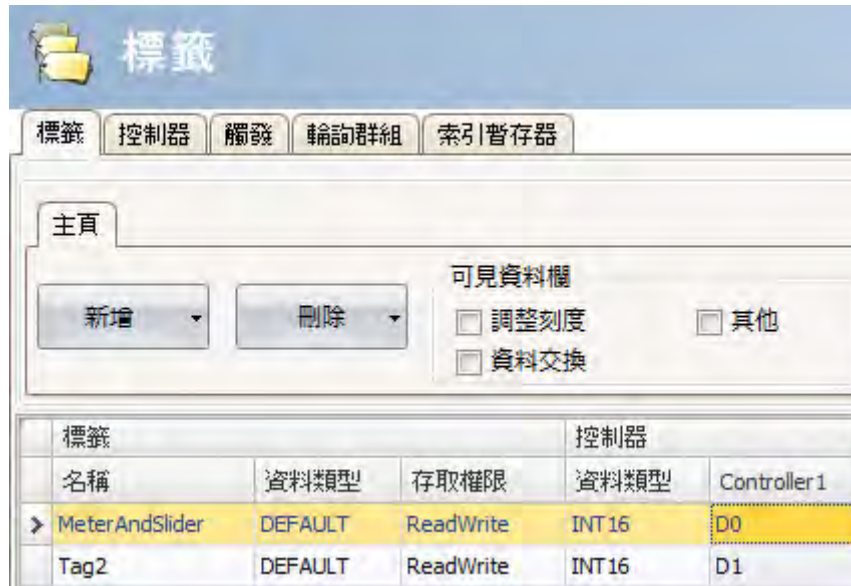 標籤
標籤 控制器 觸發 輪詢群組 索引暫存器
主頁
新增 刪除 可見資料欄
調整刻度 其他
資料交換
標籤 控制器
名稱 資料類型 存取權限 資料類型 Controller1
MeterAndSlider DEFAULT ReadWrite INT16 D0
Tag2 DEFAULT ReadWrite INT16 D1